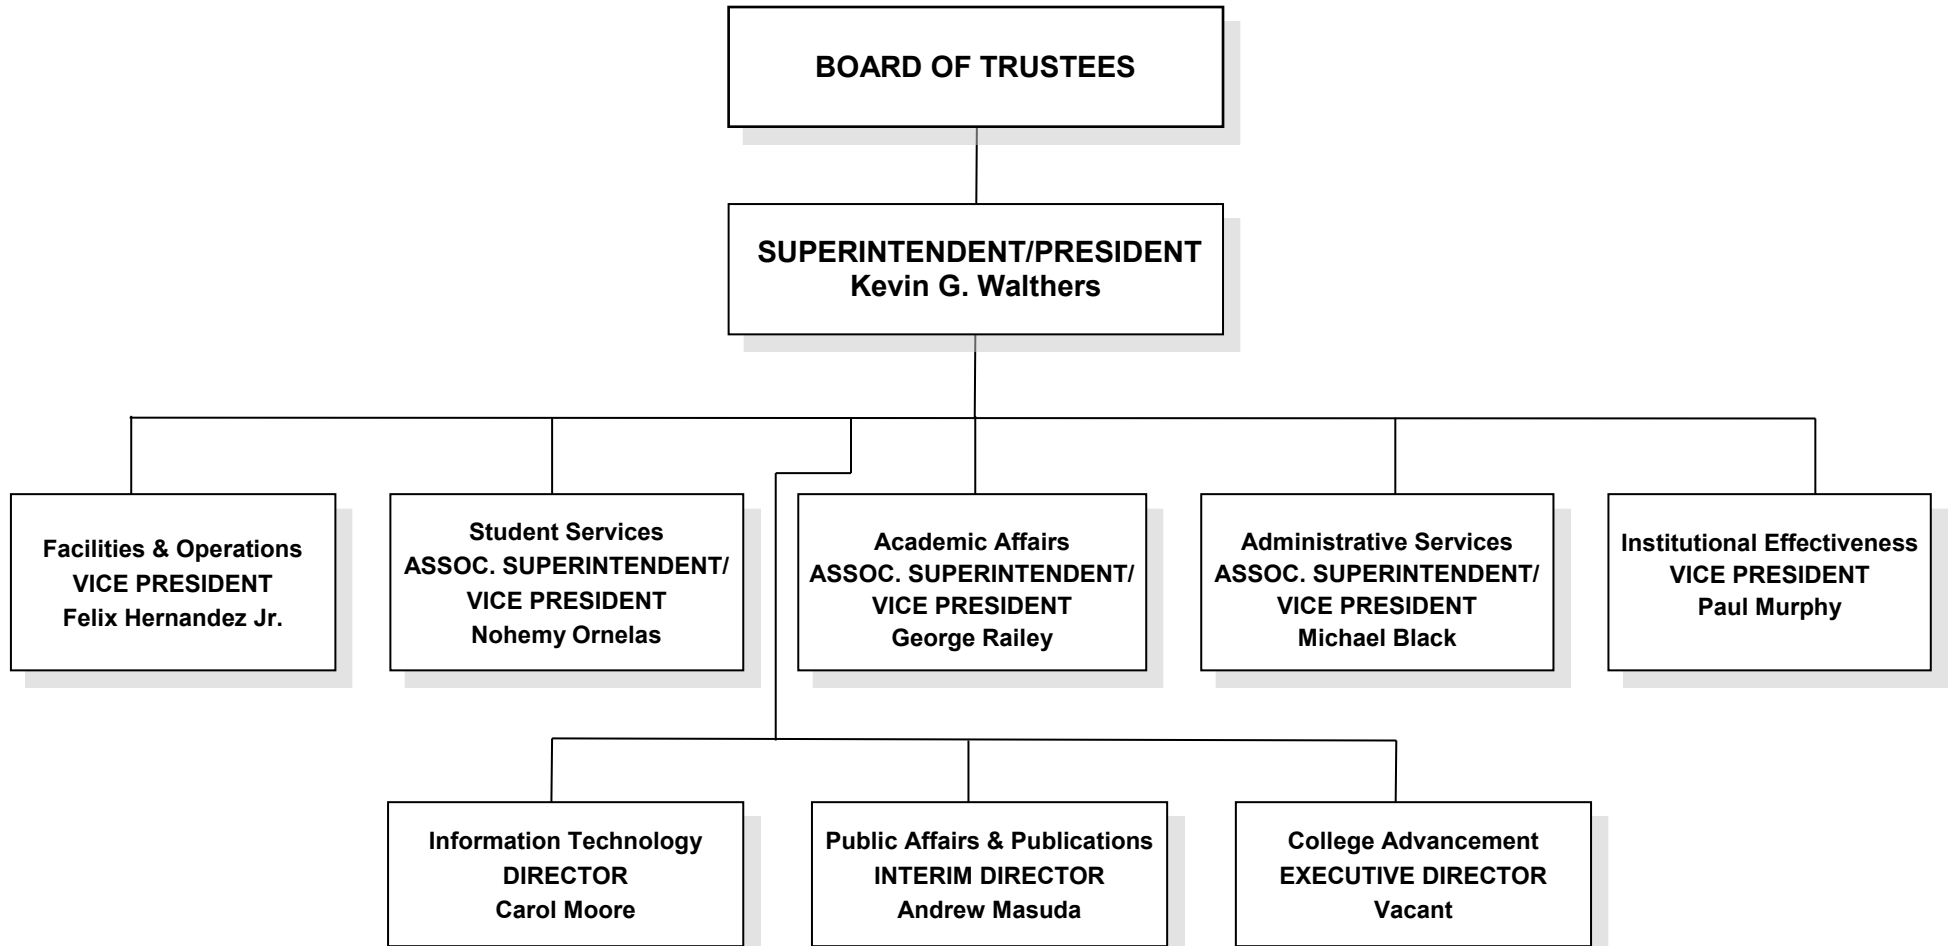 BOARD OF TRUSTEES
SUPERINTENDENT/PRESIDENT
Kevin G. Walthers
Facilities & Operations
VICE PRESIDENT
Felix Hernandez Jr.
Student Services
ASSOC. SUPERINTENDENT/
VICE PRESIDENT
Nohemy Ornelas
Academic Affairs
ASSOC. SUPERINTENDENT/
VICE PRESIDENT
George Railey
Administrative Services
ASSOC. SUPERINTENDENT/
VICE PRESIDENT
Michael Black
Institutional Effectiveness
VICE PRESIDENT
Paul Murphy
Information Technology
DIRECTOR
Carol Moore
Public Affairs & Publications
INTERIM DIRECTOR
Andrew Masuda
College Advancement
EXECUTIVE DIRECTOR
Vacant